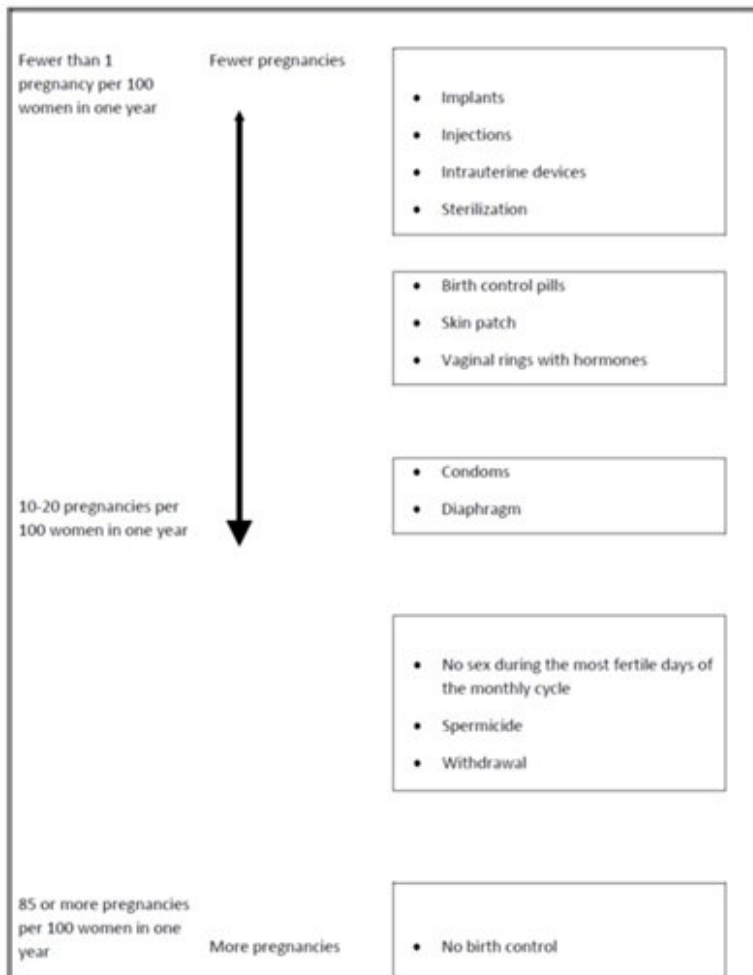 Fewer than 1
pregnancy per 100
women in one year
Fewer pregnancies
• Implants
• Injections
• Intrauterine devices
• Sterilization
• Birth control pills
• Skin patch
• Vaginal rings with hormones
10-20 pregnancies per
100 women in one year
• Condoms
• Diaphragm
• No sex during the most fertile days of
the monthly cycle
• Spermicide
• Withdrawal
85 or more pregnancies
per 100 women in one
year
More pregnancies
• No birth control